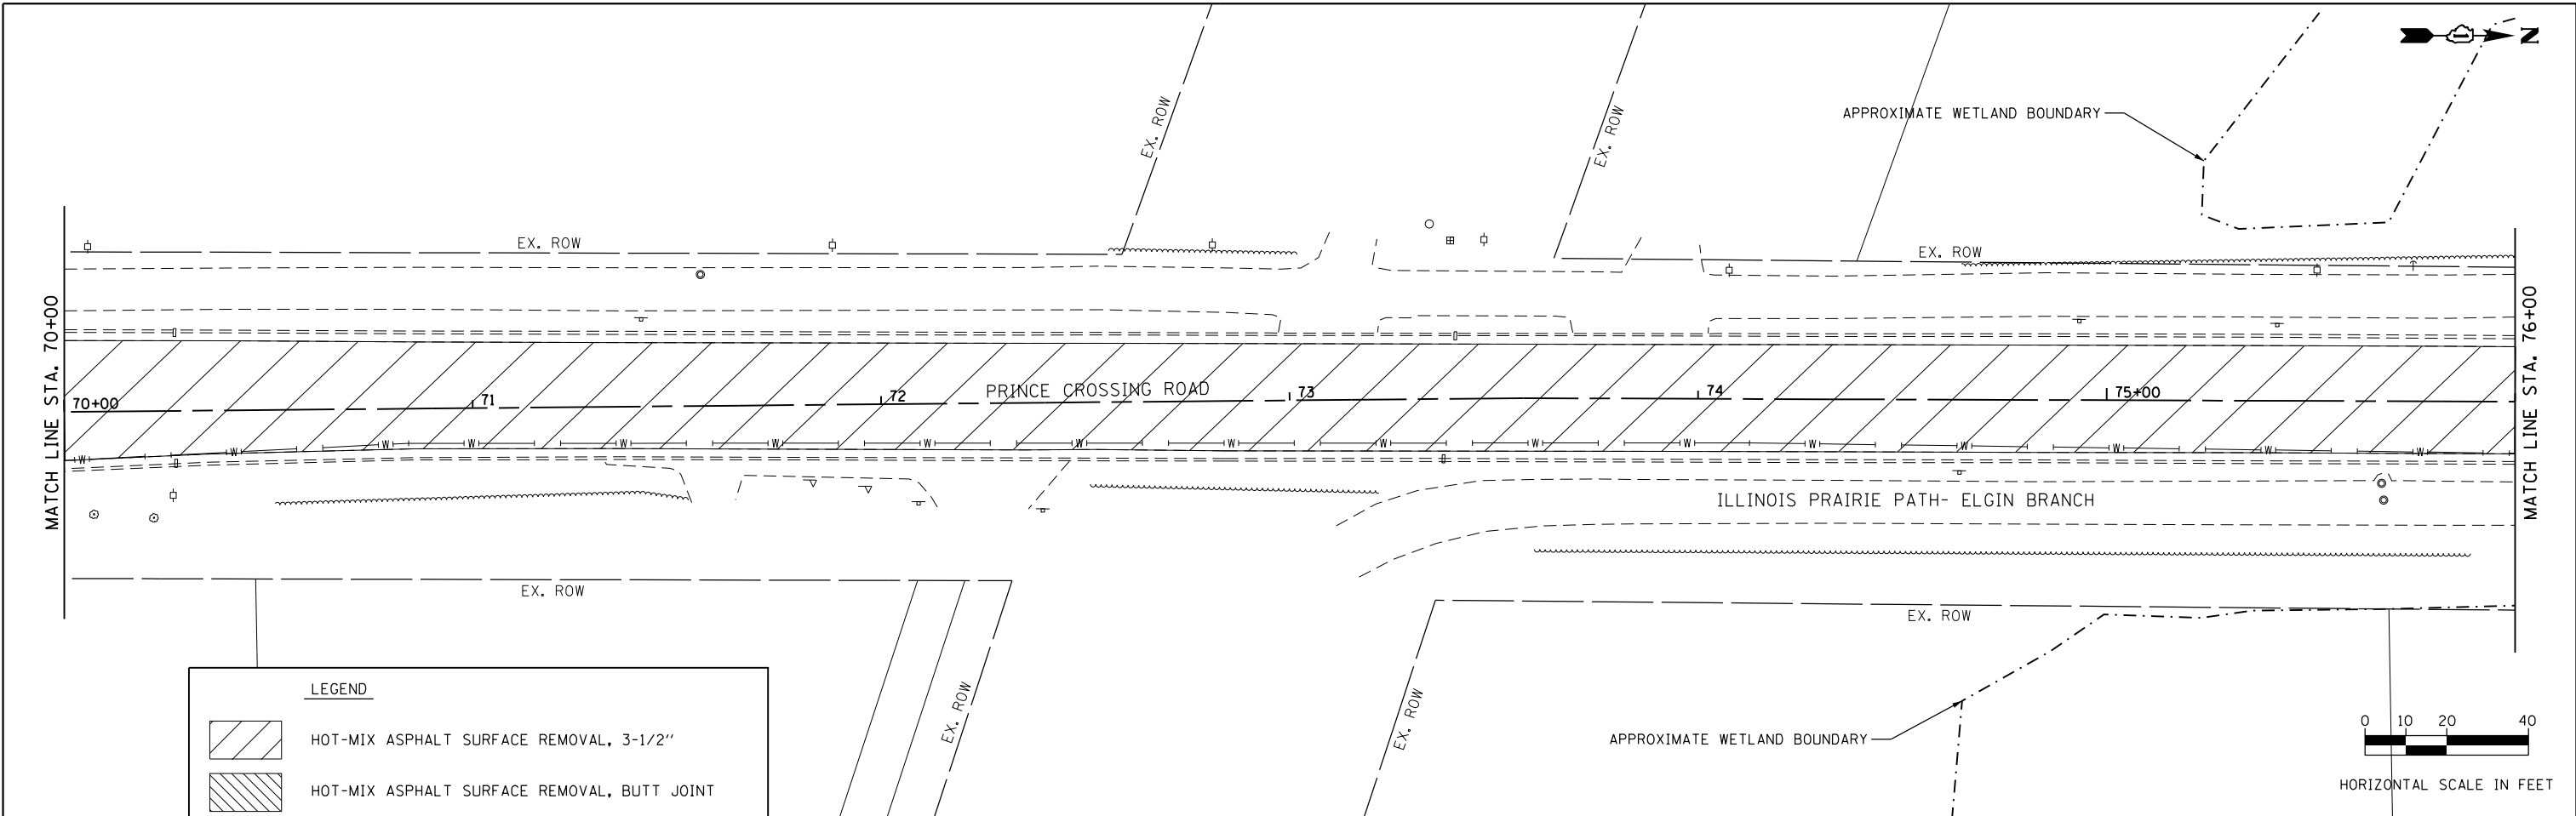 N
APPROXIMATE WETLAND BOUNDARY
EX. ROW
EX. ROW
EX. ROW
EX. ROW
MATCH LINE STA. 70+00
MATCH LINE STA. 76+00
70+00
71
72
PRINCE CROSSING ROAD
73
74
75+00
W W W W W W W W W W W W W W W W
ILLINOIS PRAIRIE PATH- ELGIN BRANCH
EX. ROW
EX. ROW
EX. ROW
EX. ROW
APPROXIMATE WETLAND BOUNDARY
LEGEND
HOT-MIX ASPHALT SURFACE REMOVAL, 3-1/2"
HOT-MIX ASPHALT SURFACE REMOVAL, BUTT JOINT
0 10 20 40
HORIZONTAL SCALE IN FEET